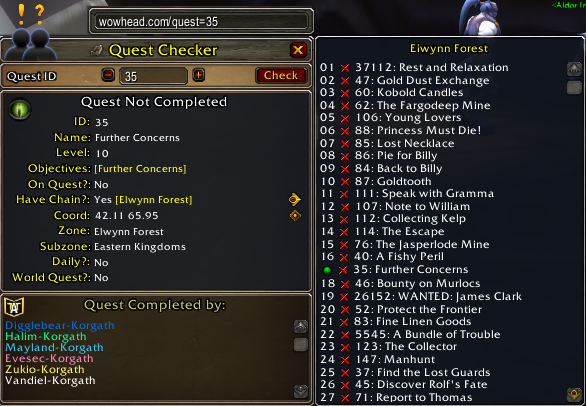 <Aldor Tr
wowhead.com/quest=35
Quest Checker
Quest ID
35
Check
Quest Not Completed
ID: 35
Name: Further Concerns
Level: 10
Objectives: [Further Concerns]
On Quest?: No
Have Chain?: Yes [Elwynn Forest]
Coord: 42.11 65.95
Zone: Elwynn Forest
Subzone: Eastern Kingdoms
Daily?: No
World Quest?: No
Quest Completed by:
Digglebear-Korgath
Halim-Korgath
Mayland-Korgath
Evesec-Korgath
Zukio-Korgath
Vandiel-Korgath
Elwynn Forest
01 37112: Rest and Relaxation
02 47: Gold Dust Exchange
03 60: Kobold Candles
04 62: The Fargodeep Mine
05 106: Young Lovers
06 88: Princess Must Die!
07 85: Lost Necklace
08 86: Pie for Billy
09 84: Back to Billy
10 87: Goldtooth
11 111: Speak with Gramma
12 107: Note to William
13 112: Collecting Kelp
14 114: The Escape
15 76: The Jasperlode Mine
16 40: A Fishy Peril
35: Further Concerns
18 46: Bounty on Murlocs
19 26152: WANTED: James Clark
20 52: Protect the Frontier
21 83: Fine Linen Goods
22 5545: A Bundle of Trouble
23 123: The Collector
24 147: Manhunt
25 37: Find the Lost Guards
26 45: Discover Rolf's Fate
27 71: Report to Thomas